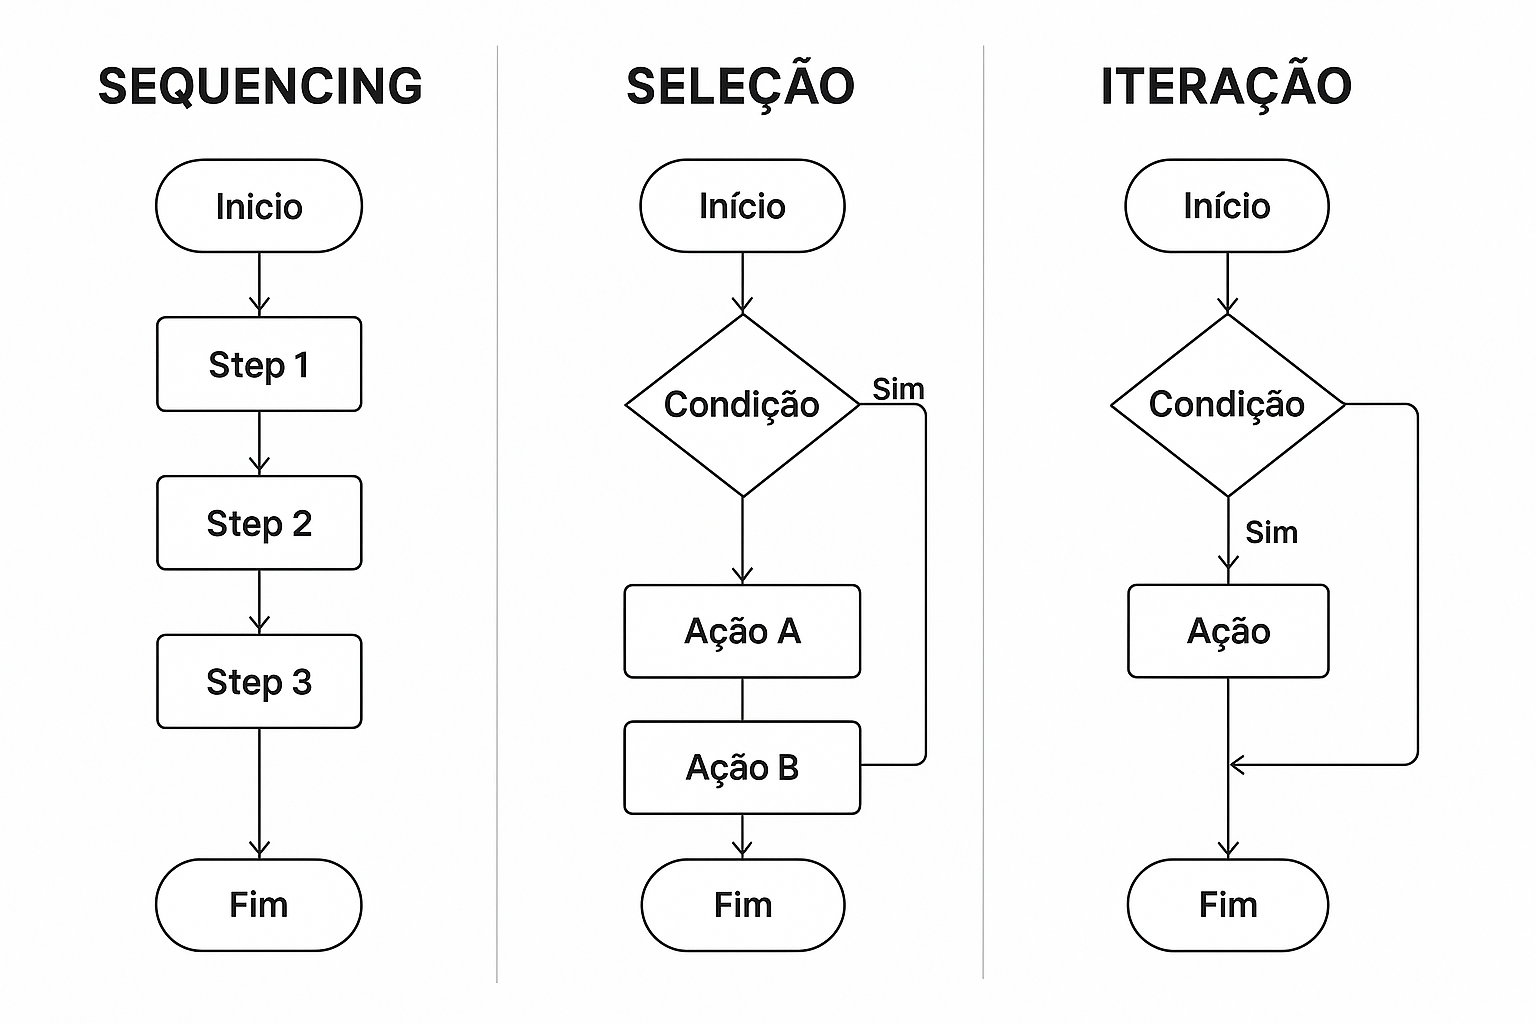 SEQUENCING
Inicio
Step 1
Step 2
Step 3
Fim
SELEÇÃO
Início
Condição
Sim
Ação A
Ação B
Fim
ITERAÇÃO
Início
Condição
Sim
Ação
Fim